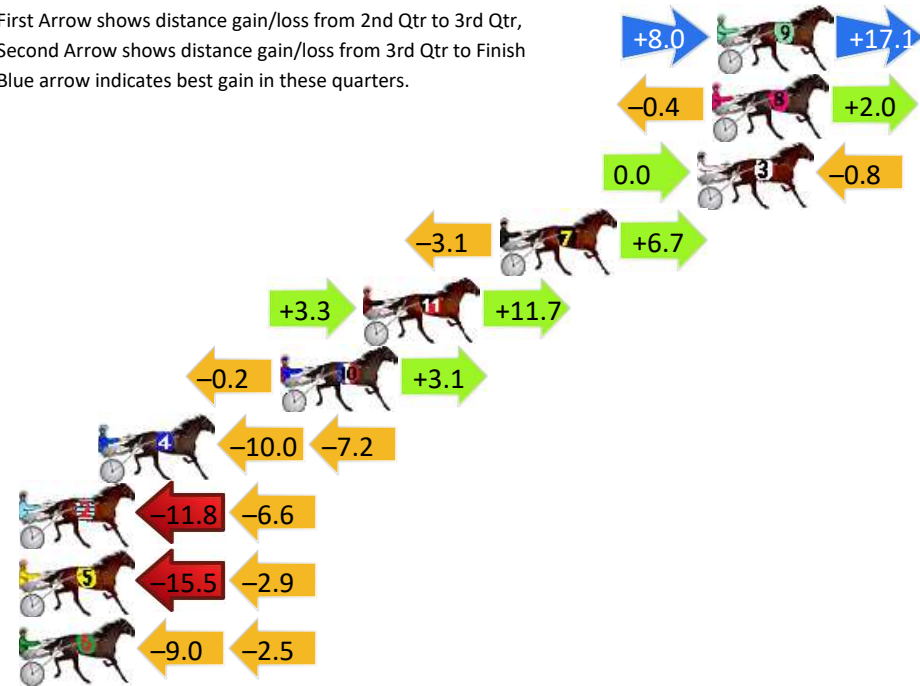 First Arrow shows distance gain/loss from 2nd Qtr to 3rd Qtr,
Second Arrow shows distance gain/loss from 3rd Qtr to Finish
Blue arrow indicates best gain in these quarters.
+8.0 9 +17.1
–0.4 8 +2.0
0.0 3 –0.8
–3.1 7 +6.7
+3.3 11 +11.7
–0.2 10 +3.1
4 –10.0 –7.2
2 –11.8 –6.6
5 –15.5 –2.9
6 –9.0 –2.5